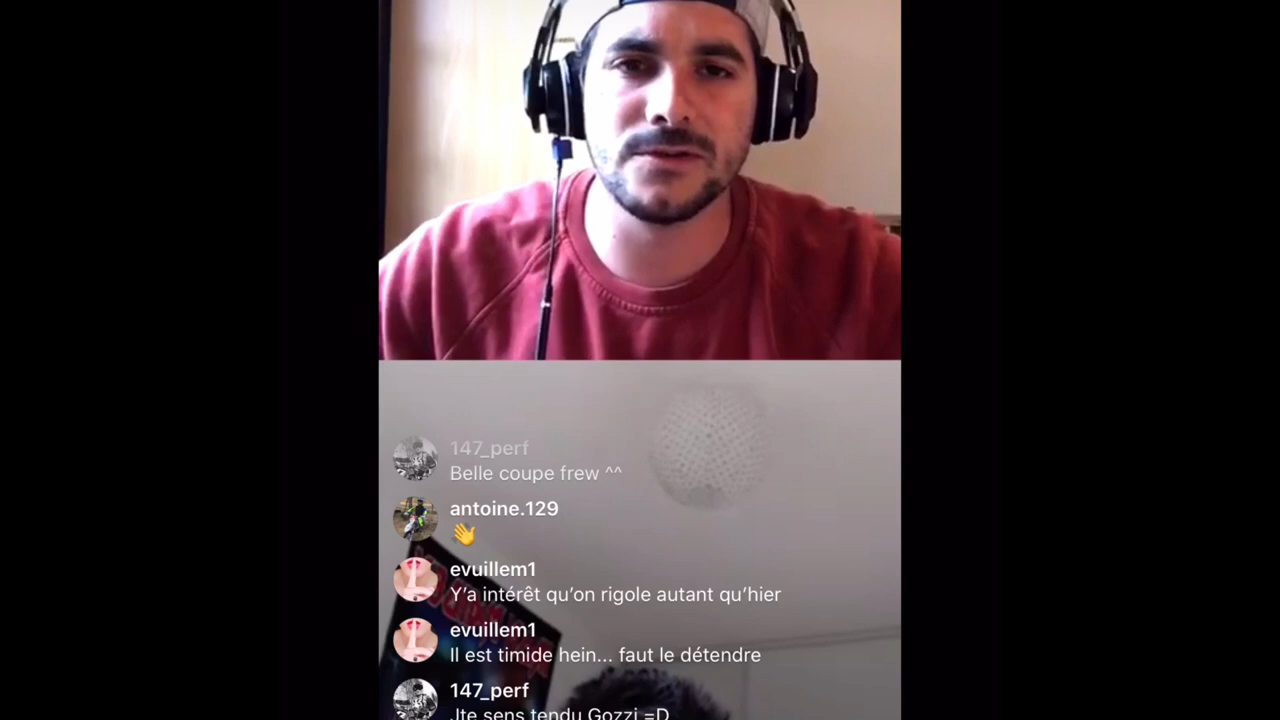 147_perf
Belle coupe frew ^^
antoine.129
👋
evuillem1
Y’a intérêt qu’on rigole autant qu’hier
evuillem1
Il est timide hein... faut le détendre
147_perf
Jte sens tendu Gozzi =D